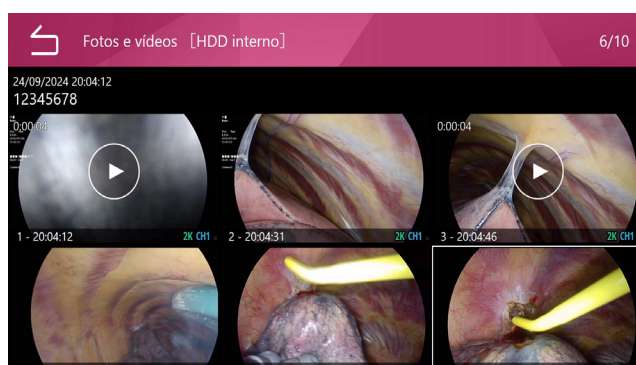 Fotos e vídeos [HDD interno]
6/10
24/09/2024 20:04:12
12345678
0:00:04
0:00:04
1 - 20:04:12
2K CH1
2 - 20:04:31
2K CH1
3 - 20:04:46
2K CH1